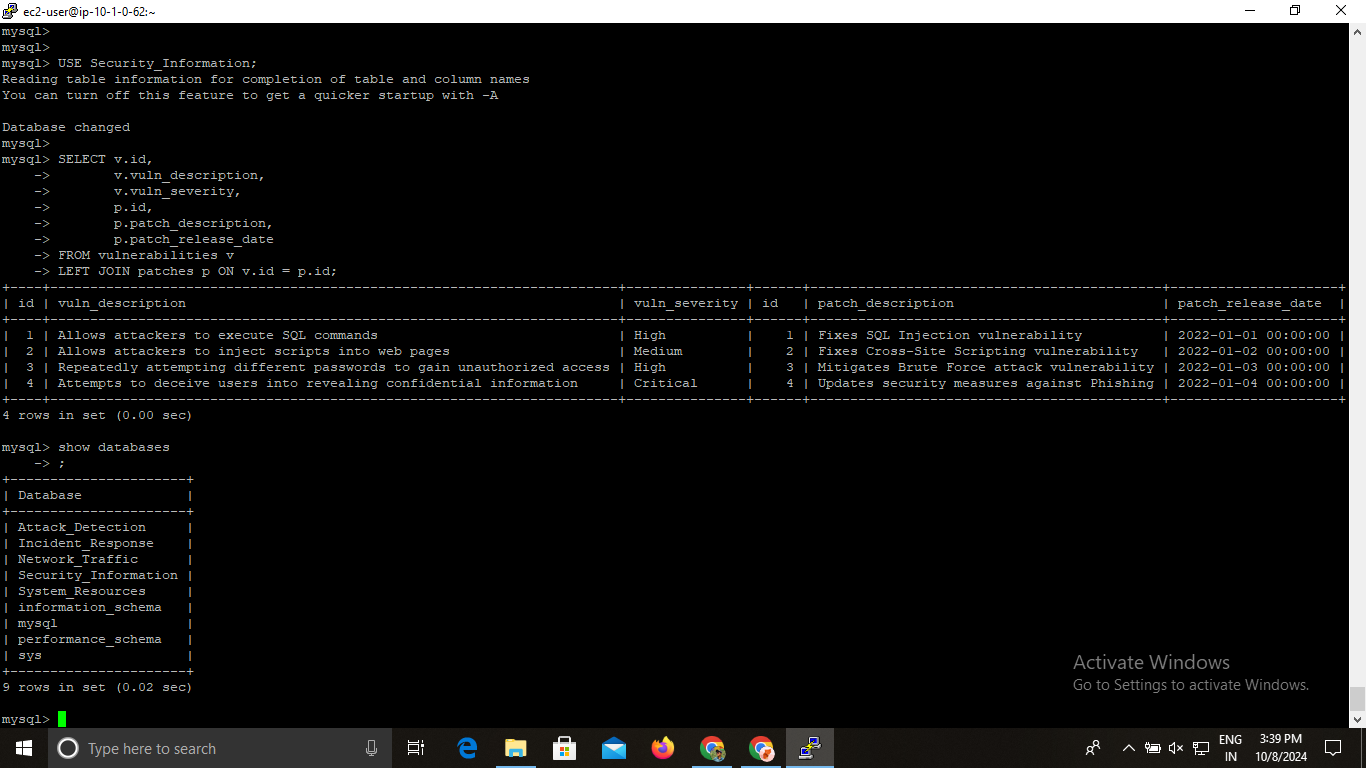 ec2-user@ip-10-1-0-62:~
mysql>
mysql>
mysql> USE Security_Information;
Reading table information for completion of table and column names
You can turn off this feature to get a quicker startup with -A
Database changed
mysql>
mysql> SELECT v.id,
    ->        v.vuln_description,
    ->        v.vuln_severity,
    ->        p.id,
    ->        p.patch_description,
    ->        p.patch_release_date
    -> FROM vulnerabilities v
    -> LEFT JOIN patches p ON v.id = p.id;
+----+-----------------------------------------------------------------------+---------------+------+--------------------------------------------+---------------------+
| id | vuln_description                                                      | vuln_severity | id   | patch_description                          | patch_release_date  |
+----+-----------------------------------------------------------------------+---------------+------+--------------------------------------------+---------------------+
|  1 | Allows attackers to execute SQL commands                              | High          |    1 | Fixes SQL Injection vulnerability          | 2022-01-01 00:00:00 |
|  2 | Allows attackers to inject scripts into web pages                     | Medium        |    2 | Fixes Cross-Site Scripting vulnerability   | 2022-01-02 00:00:00 |
|  3 | Repeatedly attempting different passwords to gain unauthorized access | High          |    3 | Mitigates Brute Force attack vulnerability | 2022-01-03 00:00:00 |
|  4 | Attempts to deceive users into revealing confidential information     | Critical      |    4 | Updates security measures against Phishing | 2022-01-04 00:00:00 |
+----+-----------------------------------------------------------------------+---------------+------+--------------------------------------------+---------------------+
4 rows in set (0.00 sec)
mysql> show databases
    -> ;
+----------------------+
| Database             |
+----------------------+
| Attack_Detection     |
| Incident_Response    |
| Network_Traffic      |
| Security_Information |
| System_Resources     |
| information_schema   |
| mysql                |
| performance_schema   |
| sys                  |
+----------------------+
9 rows in set (0.02 sec)
mysql>
Activate Windows
Go to Settings to activate Windows.
Type here to search
ENG
IN
3:39 PM
10/8/2024